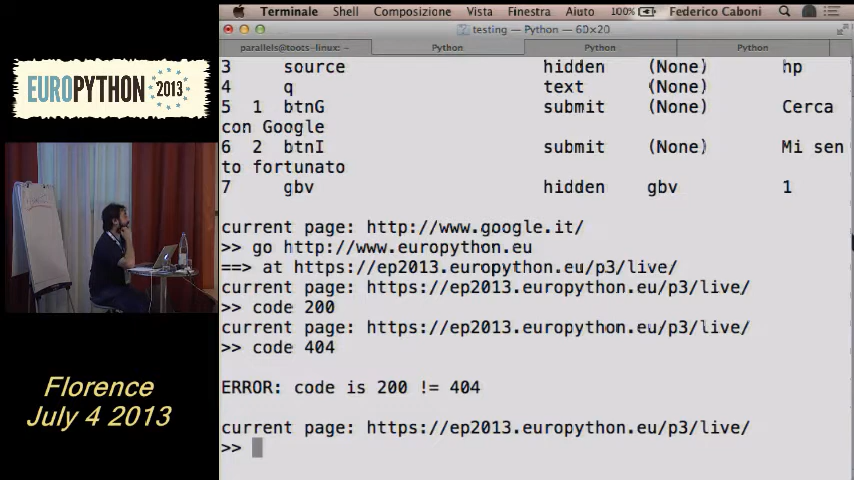 Terminale Shell Composizione Vista Finestra Aiuto 100% Federico Caboni
testing — Python — 60×20
parallels@toots-linux: ~ Python Python Python
3 source hidden (None) hp
4 q text (None)
5 1 btnG submit (None) Cerca
con Google
6 2 btnI submit (None) Mi sen
to fortunato
7 gbv hidden gbv 1
current page: http://www.google.it/
>> go http://www.europython.eu
==> at https://ep2013.europython.eu/p3/live/
current page: https://ep2013.europython.eu/p3/live/
>> code 200
current page: https://ep2013.europython.eu/p3/live/
>> code 404
ERROR: code is 200 != 404
current page: https://ep2013.europython.eu/p3/live/
>>
EUROPYTHON 2013
Florence
July 4 2013